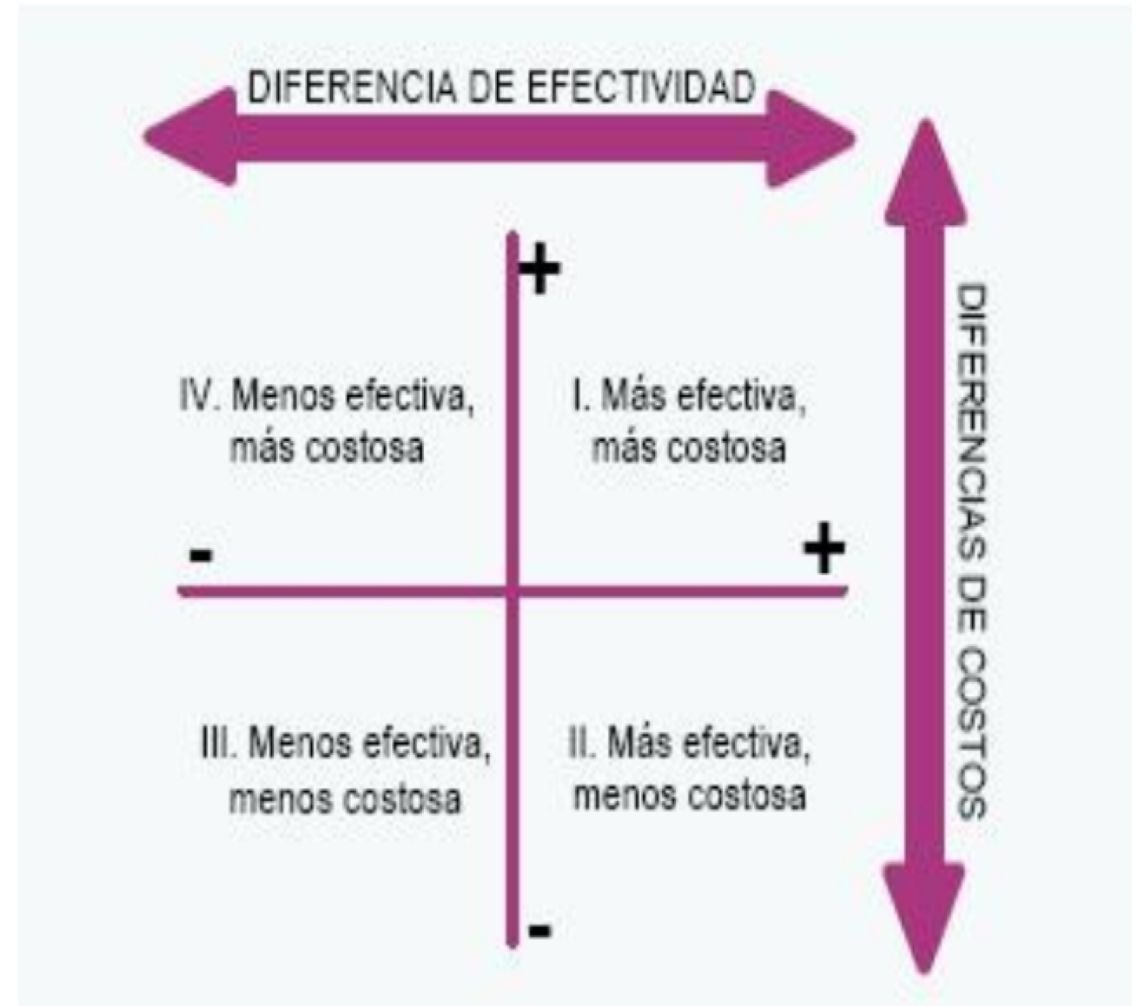 DIFERENCIA DE EFECTIVIDAD
+
IV. Menos efectiva,
más costosa
I. Más efectiva,
más costosa
-
+
DIFERENCIAS DE COSTOS
III. Menos efectiva,
menos costosa
II. Más efectiva,
menos costosa
-